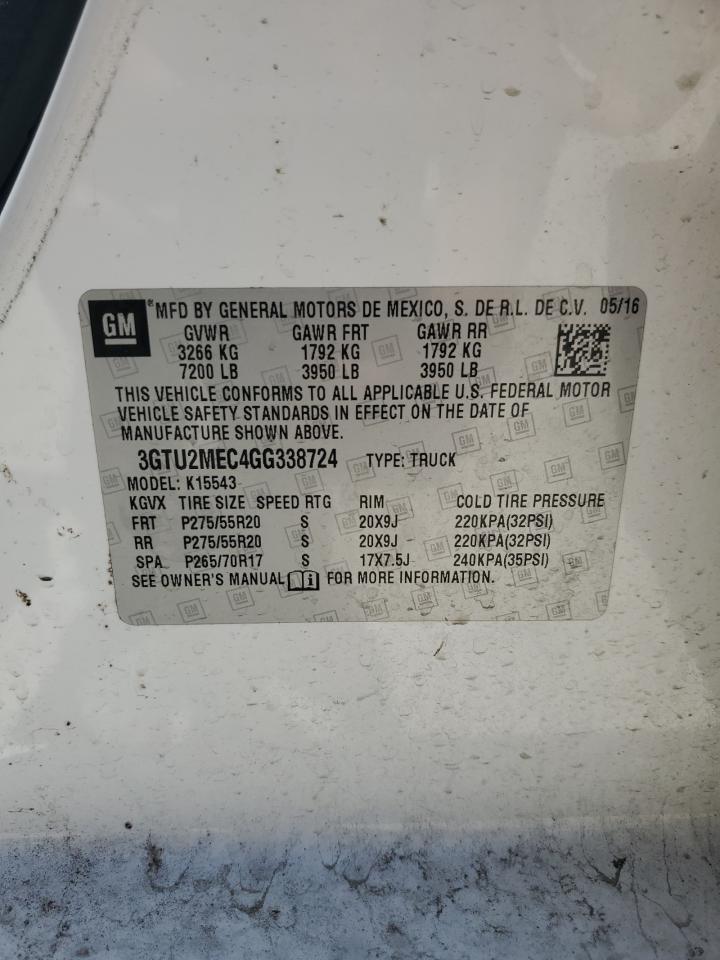 GM ® MFD BY GENERAL MOTORS DE MEXICO, S. DE R.L. DE C.V. 05/16
GVWR GAWR FRT GAWR RR
3266 KG 1792 KG 1792 KG
7200 LB 3950 LB 3950 LB
THIS VEHICLE CONFORMS TO ALL APPLICABLE U.S. FEDERAL MOTOR
VEHICLE SAFETY STANDARDS IN EFFECT ON THE DATE OF
MANUFACTURE SHOWN ABOVE.
3GTU2MEC4GG338724 TYPE: TRUCK
MODEL: K15543
KGVX TIRE SIZE SPEED RTG RIM COLD TIRE PRESSURE
FRT P275/55R20 S 20X9J 220KPA(32PSI)
RR P275/55R20 S 20X9J 220KPA(32PSI)
SPA P265/70R17 S 17X7.5J 240KPA(35PSI)
SEE OWNER'S MANUAL FOR MORE INFORMATION.